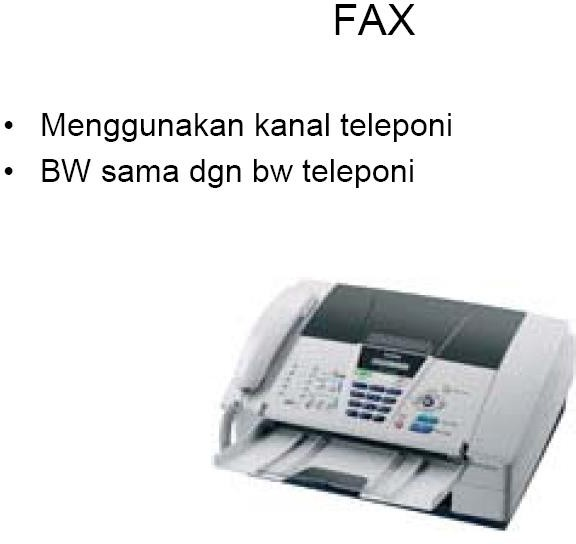 FAX
• Menggunakan kanal teleponi
• BW sama dgn bw teleponi